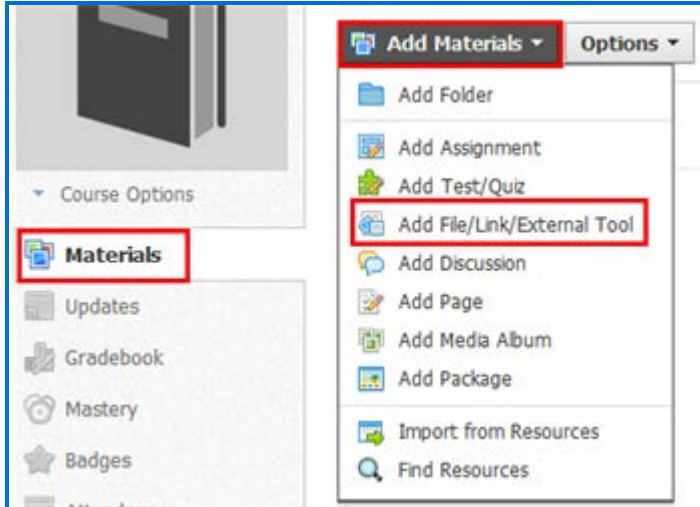 Add Materials
Options
Add Folder
Add Assignment
Add Test/Quiz
Add File/Link/External Tool
Add Discussion
Add Page
Add Media Album
Add Package
Import from Resources
Find Resources
Course Options
Materials
Updates
Gradebook
Mastery
Badges